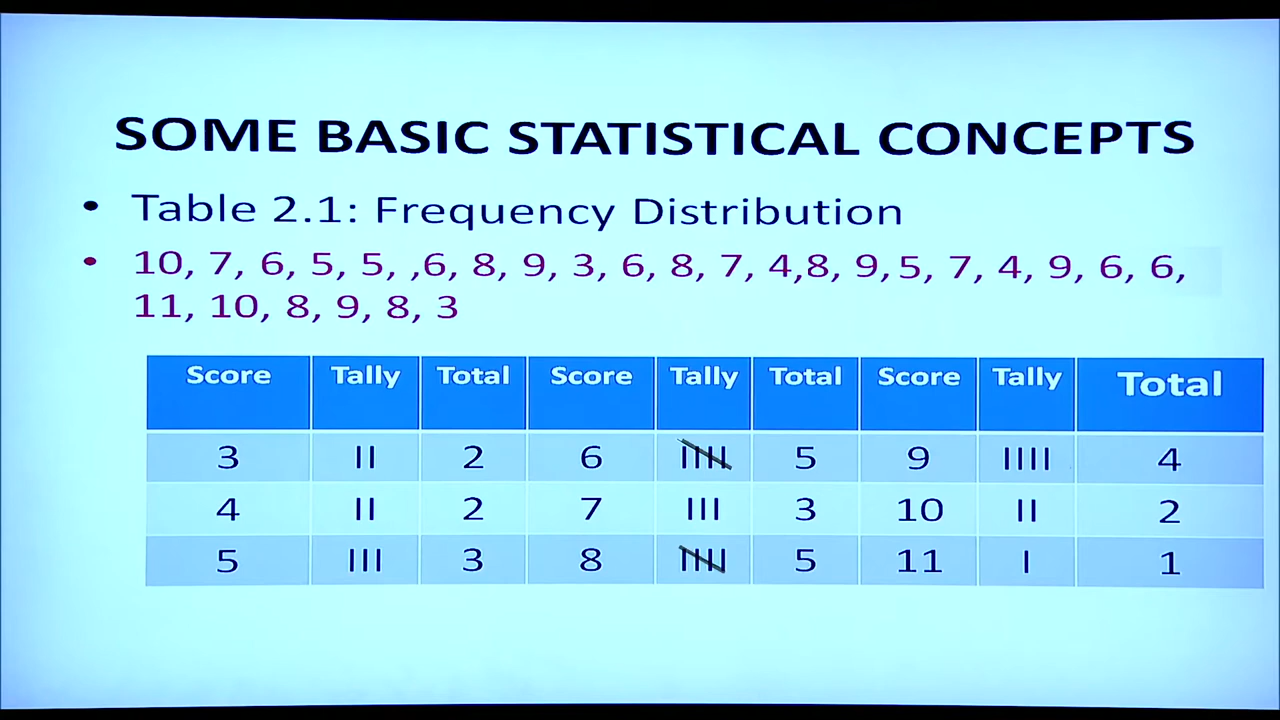 SOME BASIC STATISTICAL CONCEPTS
• Table 2.1: Frequency Distribution
• 10, 7, 6, 5, 5, ,6, 8, 9, 3, 6, 8, 7, 4,8, 9,5, 7, 4, 9, 6, 6,
11, 10, 8, 9, 8, 3
Score Tally Total Score Tally Total Score Tally Total
3 II 2 6 IIII 5 9 IIII 4
4 II 2 7 III 3 10 II 2
5 III 3 8 IIII 5 11 I 1